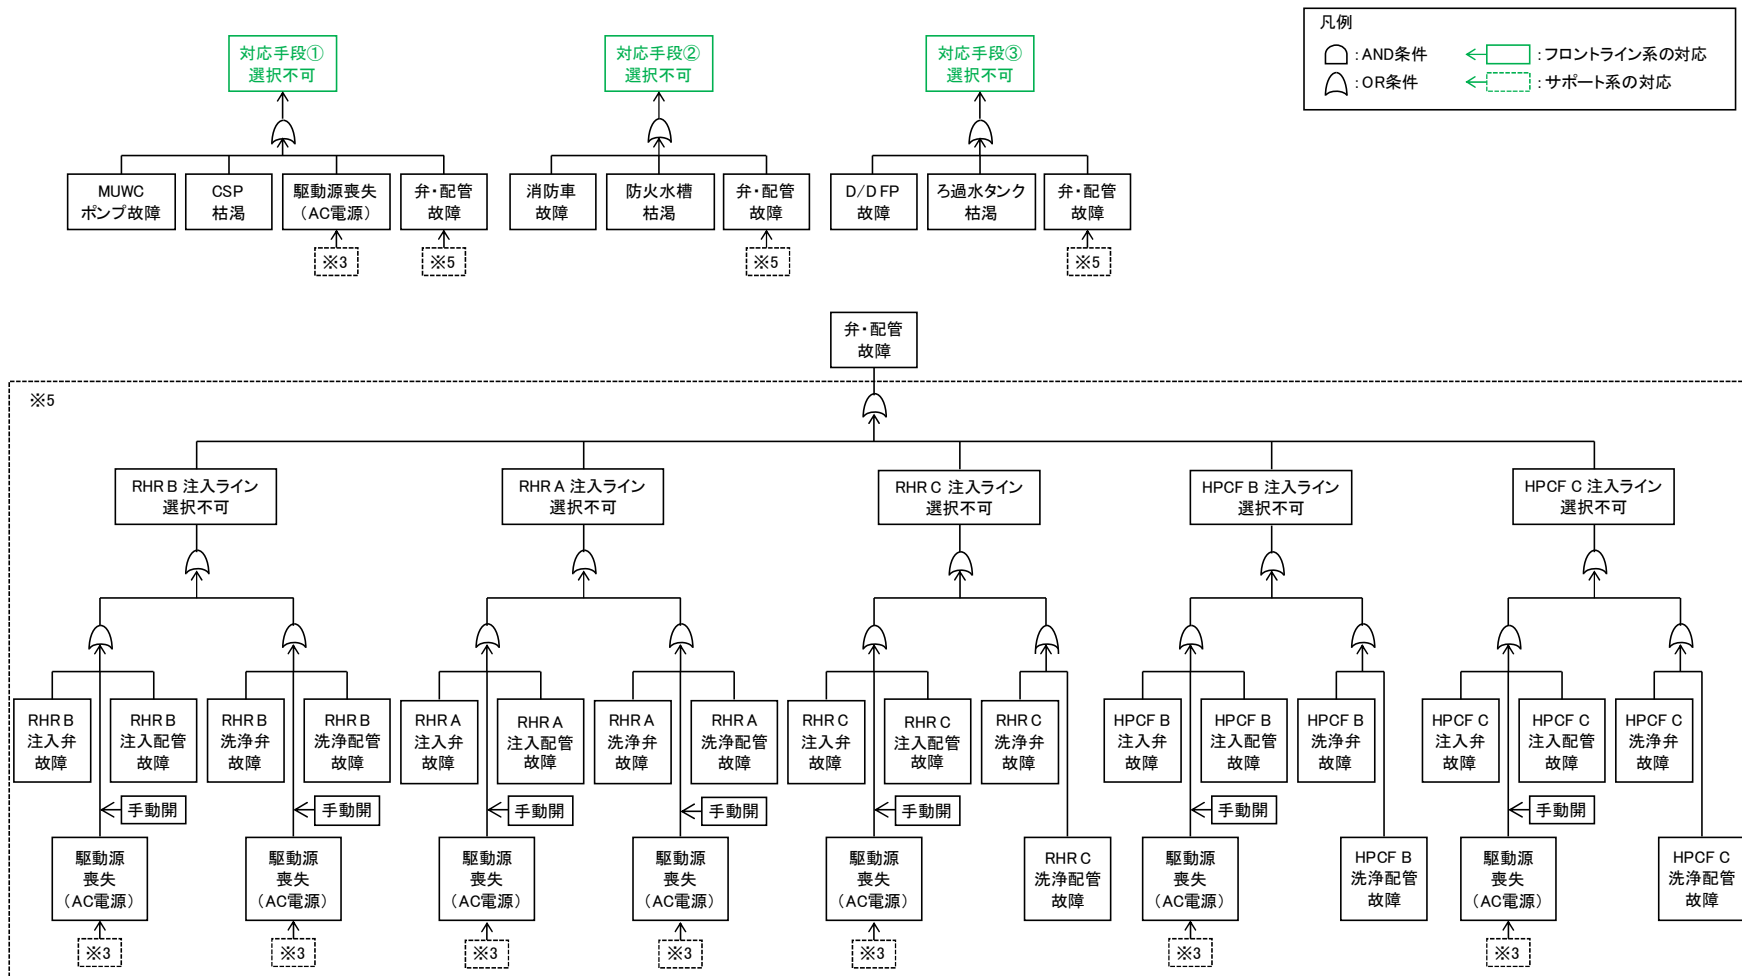 凡例
:AND条件
:フロントライン系の対応
:OR条件
:サポート系の対応
対応手段①
選択不可
対応手段②
選択不可
対応手段③
選択不可
MUWC
ポンプ故障
CSP
枯渇
駆動源喪失
(AC電源)
弁・配管
故障
消防車
故障
防火水槽
枯渇
弁・配管
故障
D/D FP
故障
ろ過水タンク
枯渇
弁・配管
故障
※3
※5
※5
※5
弁・配管
故障
※5
RHR B 注入ライン
選択不可
RHR A 注入ライン
選択不可
RHR C 注入ライン
選択不可
HPCF B 注入ライン
選択不可
HPCF C 注入ライン
選択不可
RHR B
注入弁
故障
RHR B
注入配管
故障
RHR B
洗浄弁
故障
RHR B
洗浄配管
故障
RHR A
注入弁
故障
RHR A
注入配管
故障
RHR A
洗浄弁
故障
RHR A
洗浄配管
故障
RHR C
注入弁
故障
RHR C
注入配管
故障
RHR C
洗浄弁
故障
HPCF B
注入弁
故障
HPCF B
注入配管
故障
HPCF B
洗浄弁
故障
HPCF C
注入弁
故障
HPCF C
注入配管
故障
HPCF C
洗浄弁
故障
手動開
手動開
手動開
手動開
手動開
手動開
手動開
駆動源
喪失
(AC電源)
駆動源
喪失
(AC電源)
駆動源
喪失
(AC電源)
駆動源
喪失
(AC電源)
駆動源
喪失
(AC電源)
RHR C
洗浄配管
故障
駆動源
喪失
(AC電源)
HPCF B
洗浄配管
故障
駆動源
喪失
(AC電源)
HPCF C
洗浄配管
故障
※3
※3
※3
※3
※3
※3
※3